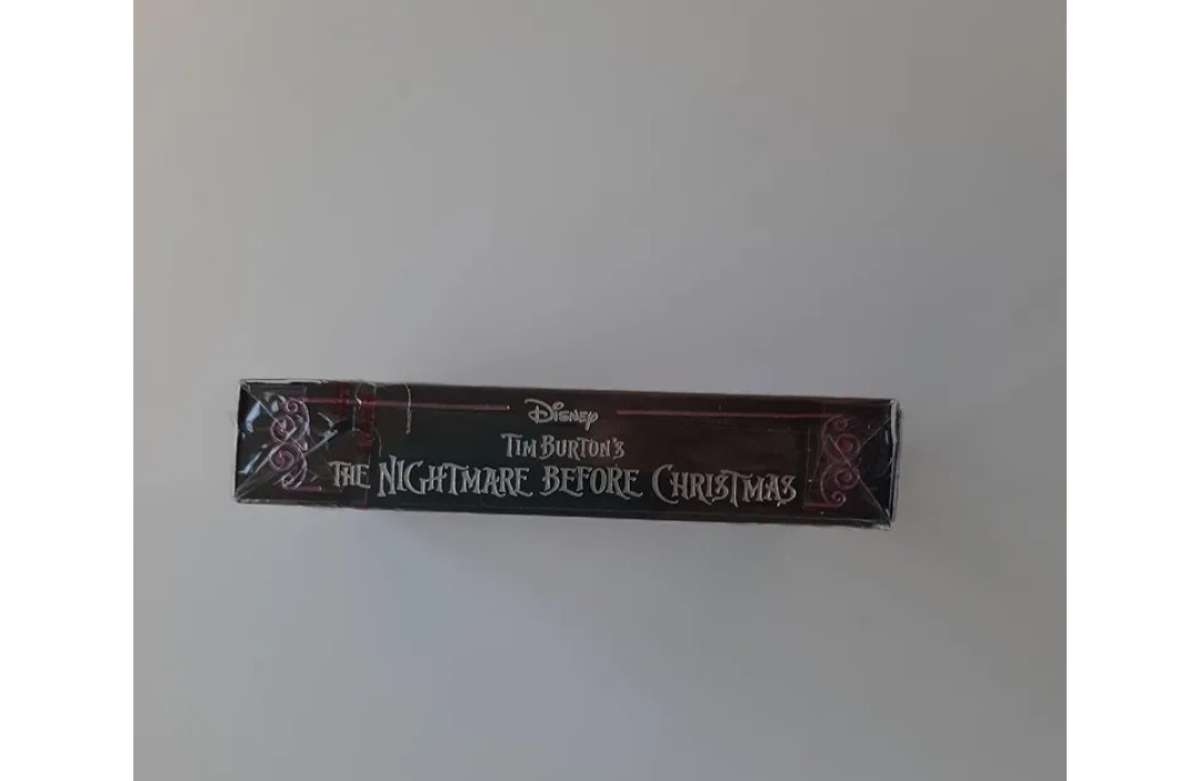 Disney
Tim Burton's
The Nightmare Before Christmas